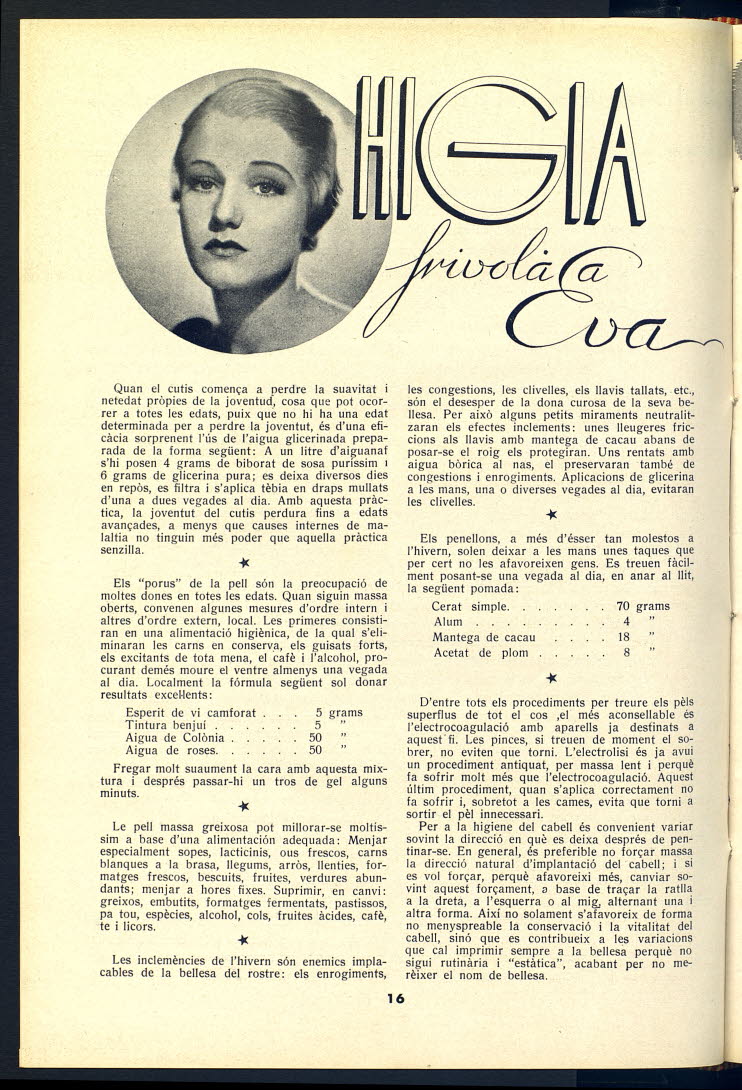 HIGIA
frívola a
Eva
Quan el cutis comença a perdre la suavitat i
netedat pròpies de la joventud, cosa que pot ocor-
rer a totes les edats, puix que no hi ha una edat
determinada per a perdre la joventut, és d'una efi-
càcia sorprenent l'ús de l'aigua glicerinada prepa-
rada de la forma següent: A un litre d'aiguanaf
s'hi posen 4 grams de biborat de sosa purissim i
6 grams de glicerina pura; es deixa diversos dies
en repòs, es filtra i s'aplica tèbia en draps mullats
d'una a dues vegades al dia. Amb aquesta pràc-
tica, la joventud del cutis perdura fins a edats
avançades, a menys que causes internes de ma-
laltia no tinguin més poder que aquella pràctica
senzilla.
★
Els "porus" de la pell són la preocupació de
moltes dones en totes les edats. Quan siguin massa
oberts, convenen algunes mesures d'ordre intern i
altres d'ordre extern, local. Les primeres consisti-
ran en una alimentació higiènica, de la qual s'eli-
minaran les carns en conserva, els guisats forts,
els excitants de tota mena, el cafè i l'alcohol, pro-
curant demés moure el ventre almenys una vegada
al dia. Localment la fórmula següent sol donar
resultats excel·lents:
Esperit de vi camforat . . . 5 grams
Tintura benjuí . . . . . . 5 "
Aigua de Colònia . . . . . 50 "
Aigua de roses. . . . . . 50 "
Fregar molt suaument la cara amb aquesta mix-
tura i després passar-hi un tros de gel alguns
minuts.
★
Le pell massa greixosa pot millorar-se moltis-
sim a base d'una alimentació adequada: Menjar
especialment sopes, lacticinis, ous frescos, carns
blanques a la brasa, llegums, arròs, llenties, for-
matges frescos, bescuits, fruites, verdures abun-
dants; menjar a hores fixes. Suprimir, en canvi:
greixos, embutits, formatges fermentats, pastissos,
pa tou, espècies, alcohol, cols, fruites àcides, cafè,
te i licors.
★
Les inclemències de l'hivern són enemics impla-
cables de la bellesa del rostre: els enrogiments,
les congestions, les clivelles, els llavis tallats, etc.,
són el desesper de la dona curosa de la seva be-
llesa. Per això alguns petits miraments neutralit-
zaran els efectes inclements: unes lleugeres fric-
cions als llavis amb mantega de cacau abans de
posar-se el roig els protegiran. Uns rentats amb
aigua bòrica al nas, el preservaran també de
congestions i enrogiments. Aplicacions de glicerina
a les mans, una o diverses vegades al dia, evitaran
les clivelles.
★
Els penellons, a més d'ésser tan molestos a
l'hivern, solen deixar a les mans unes taques que
per cert no les afavoreixen gens. Es treuen fàcil-
ment posant-se una vegada al dia, en anar al llit,
la següent pomada:
Cerat simple. . . . . . . 70 grams
Alum . . . . . . . . . 4 "
Mantega de cacau . . . . 18 "
Acetat de plom . . . . . 8 "
★
D'entre tots els procediments per treure els pèls
superflus de tot el cos ,el més aconsellable és
l'electrocoagulació amb aparells ja destinats a
aquest fi. Les pinces, si treuen de moment el so-
brer, no eviten que torni. L'electrolisi és ja avui
un procediment antiquat, per massa lent i perquè
fa sofrir molt més que l'electrocoagulació. Aquest
últim procediment, quan s'aplica correctament no
fa sofrir i, sobretot a les cames, evita que torni a
sortir el pèl innecessari.
Per a la higiene del cabell és convenient variar
sovint la direcció en què es deixa després de pen-
tinar-se. En general, és preferible no forçar massa
la direcció natural d'implantació del cabell; i si
es vol forçar, perquè afavoreixi més, canviar so-
vint aquest forçament, a base de traçar la ratlla
a la dreta, a l'esquerra o al mig, alternant una i
altra forma. Així no solament s'afavoreix de forma
no menyspreable la conservació i la vitalitat del
cabell, sinó que es contribueix a les variacions
que cal imprimir sempre a la bellesa perquè no
sigui rutinària i "estàtica", acabant per no me-
rèixer el nom de bellesa.
16